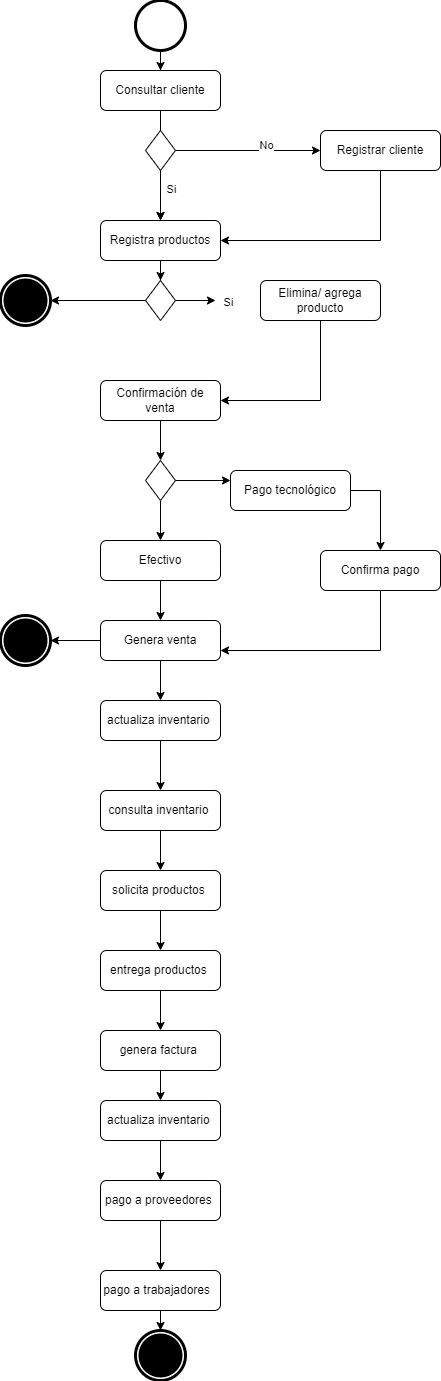 Consultar cliente
No
Registrar cliente
Si
Registra productos
Si
Elimina/ agrega
producto
Confirmación de
venta
Pago tecnológico
Efectivo
Confirma pago
Genera venta
actualiza inventario
consulta inventario
solicita productos
entrega productos
genera factura
actualiza inventario
pago a proveedores
pago a trabajadores